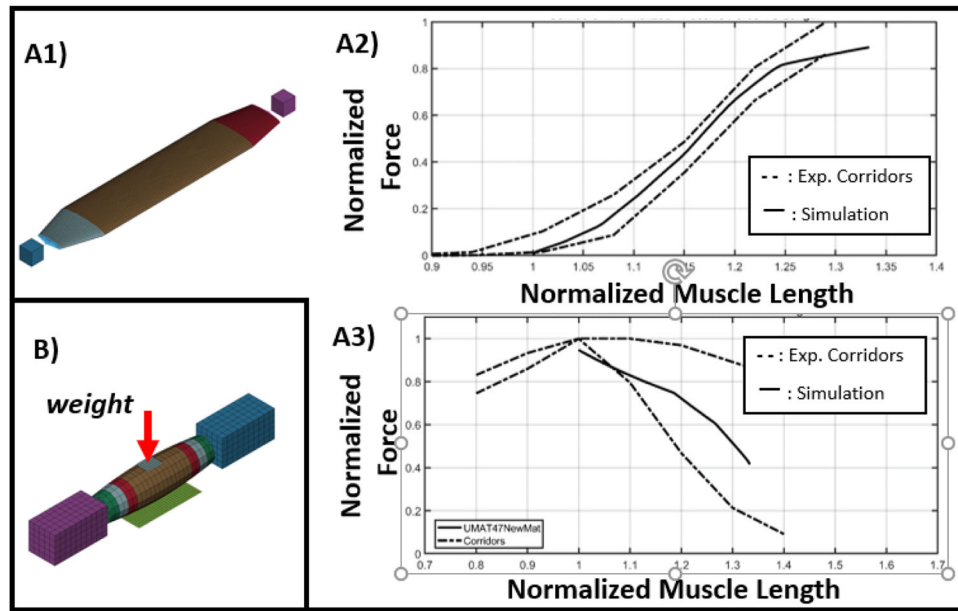 A1)
A2)
Normalized
Force
1
0.8
0.6
0.4
0.2
0
- - : Exp. Corridors
— : Simulation
0.9 0.95 1 1.05 1.1 1.15 1.2 1.25 1.3 1.35 1.4
Normalized Muscle Length
B)
weight
A3)
Normalized
Force
1
0.8
0.6
0.4
0.2
0
- - : Exp. Corridors
— : Simulation
UMAT47NewMat
Corridors
0.7 0.8 0.9 1 1.1 1.2 1.3 1.4 1.5 1.6 1.7
Normalized Muscle Length